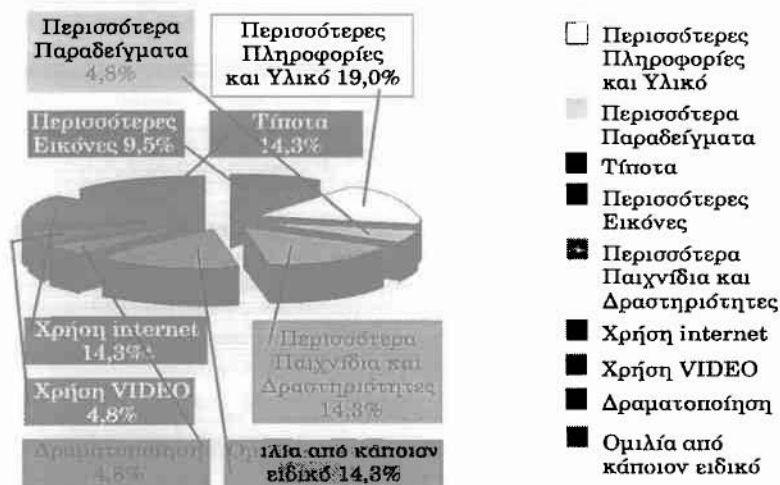 Περισσότερα
Παραδείγματα
4,8%
Περισσότερες
Πληροφορίες
και Υλικό 19,0%
Περισσότερες
Εικόνες 9,5%
Τίποτα
14,3%
Χρήση internet
14,3%
Χρήση VIDEO
4,8%
Δραματοποίηση
4,8%
Περισσότερα
Παιχνίδια και
Δραστηριότητες
14,3%
Ομιλία από κάποιον
ειδικό 14,3%
Περισσότερες
Πληροφορίες
και Υλικό
Περισσότερα
Παραδείγματα
Τίποτα
Περισσότερες
Εικόνες
Περισσότερα
Παιχνίδια και
Δραστηριότητες
Χρήση internet
Χρήση VIDEO
Δραματοποίηση
Ομιλία από
κάποιον ειδικό